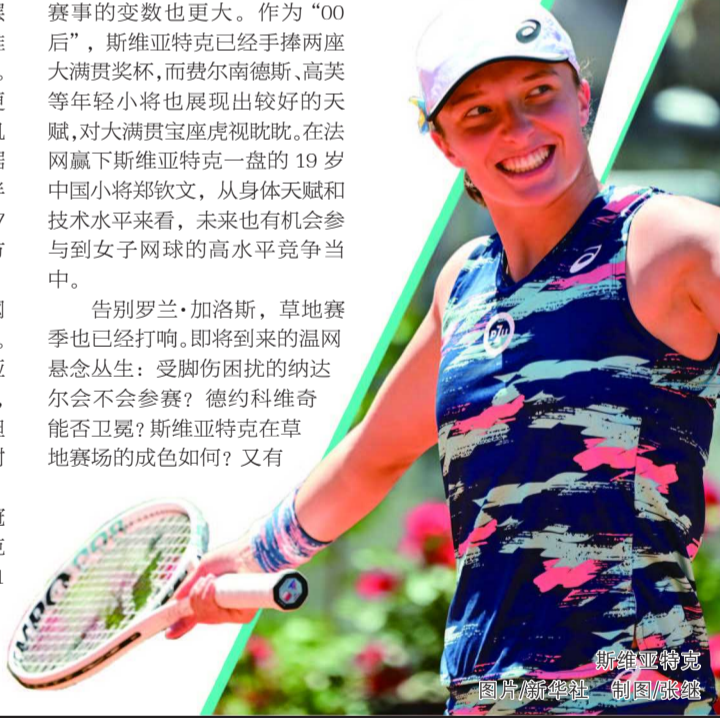 赛事的变数也更大。作为“00
后”，斯维亚特克已经手捧两座
大满贯奖杯，而费尔南德斯、高芙
等年轻小将也展现出较好的天
赋，对大满贯宝座虎视眈眈。在法
网赢下斯维亚特克一盘的 19 岁
中国小将郑钦文，从身体天赋和
技术水平来看，未来也有机会参
与到女子网球的高水平竞争当
中。
告别罗兰·加洛斯，草地赛
季也已经打响。即将到来的温网
悬念丛生：受脚伤困扰的纳达
尔会不会参赛？德约科维奇
能否卫冕？斯维亚特克在草
地赛场的成色如何？又有
斯维亚特克
图片/新华社 制图/张继